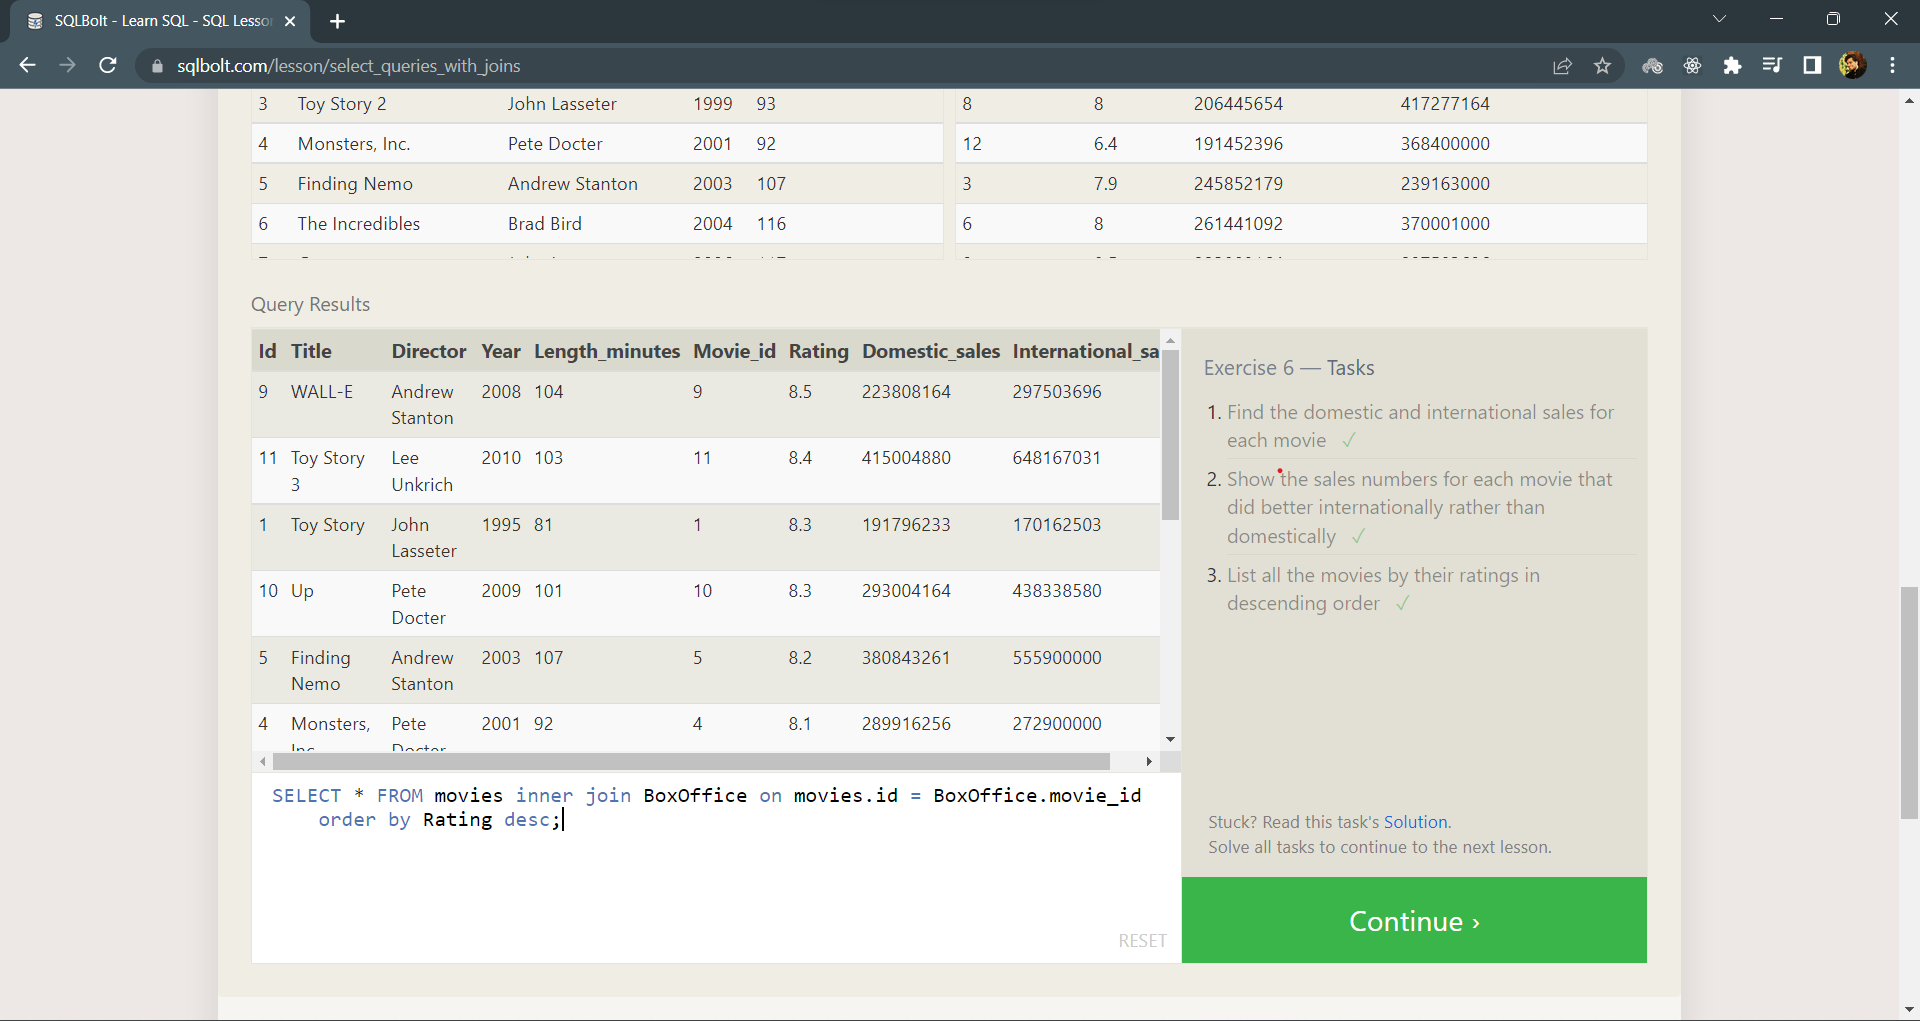 SQLBolt - Learn SQL - SQL Lesso
sqlbolt.com/lesson/select_queries_with_joins
3 Toy Story 2 John Lasseter 1999 93 8 8 206445654 417277164
4 Monsters, Inc. Pete Docter 2001 92 12 6.4 191452396 368400000
5 Finding Nemo Andrew Stanton 2003 107 3 7.9 245852179 239163000
6 The Incredibles Brad Bird 2004 116 6 8 261441092 370001000
Query Results
Id Title Director Year Length_minutes Movie_id Rating Domestic_sales International_sa
9 WALL-E Andrew 2008 104 9 8.5 223808164 297503696
Stanton
11 Toy Story Lee 2010 103 11 8.4 415004880 648167031
3 Unkrich
1 Toy Story John 1995 81 1 8.3 191796233 170162503
Lasseter
10 Up Pete 2009 101 10 8.3 293004164 438338580
Docter
5 Finding Andrew 2003 107 5 8.2 380843261 555900000
Nemo Stanton
4 Monsters, Pete 2001 92 4 8.1 289916256 272900000
Inc. Docter
SELECT * FROM movies inner join BoxOffice on movies.id = BoxOffice.movie_id
order by Rating desc;
RESET
Exercise 6 — Tasks
1. Find the domestic and international sales for
each movie ✓
2. Show the sales numbers for each movie that
did better internationally rather than
domestically ✓
3. List all the movies by their ratings in
descending order ✓
Stuck? Read this task's Solution.
Solve all tasks to continue to the next lesson.
Continue ›